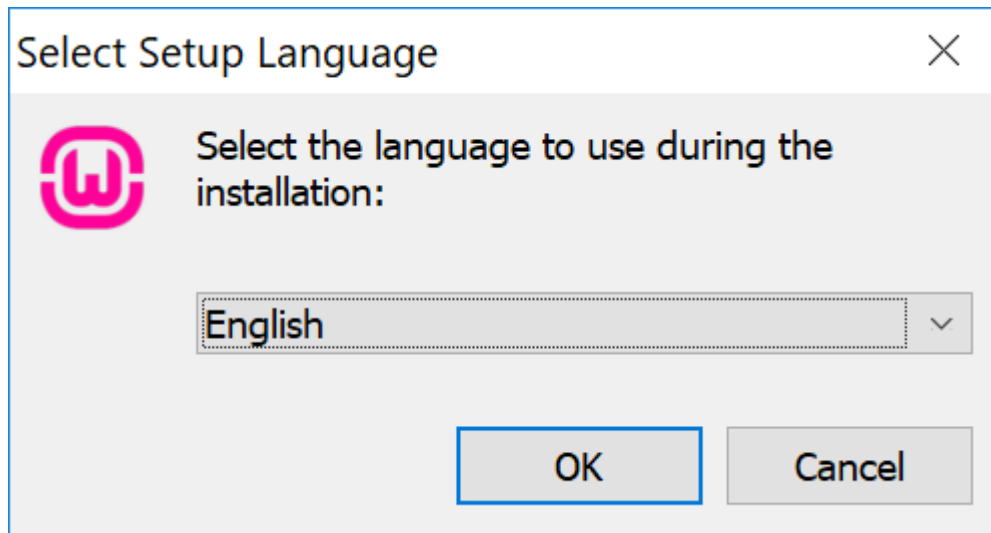 Select Setup Language
Select the language to use during the
installation:
English
OK
Cancel